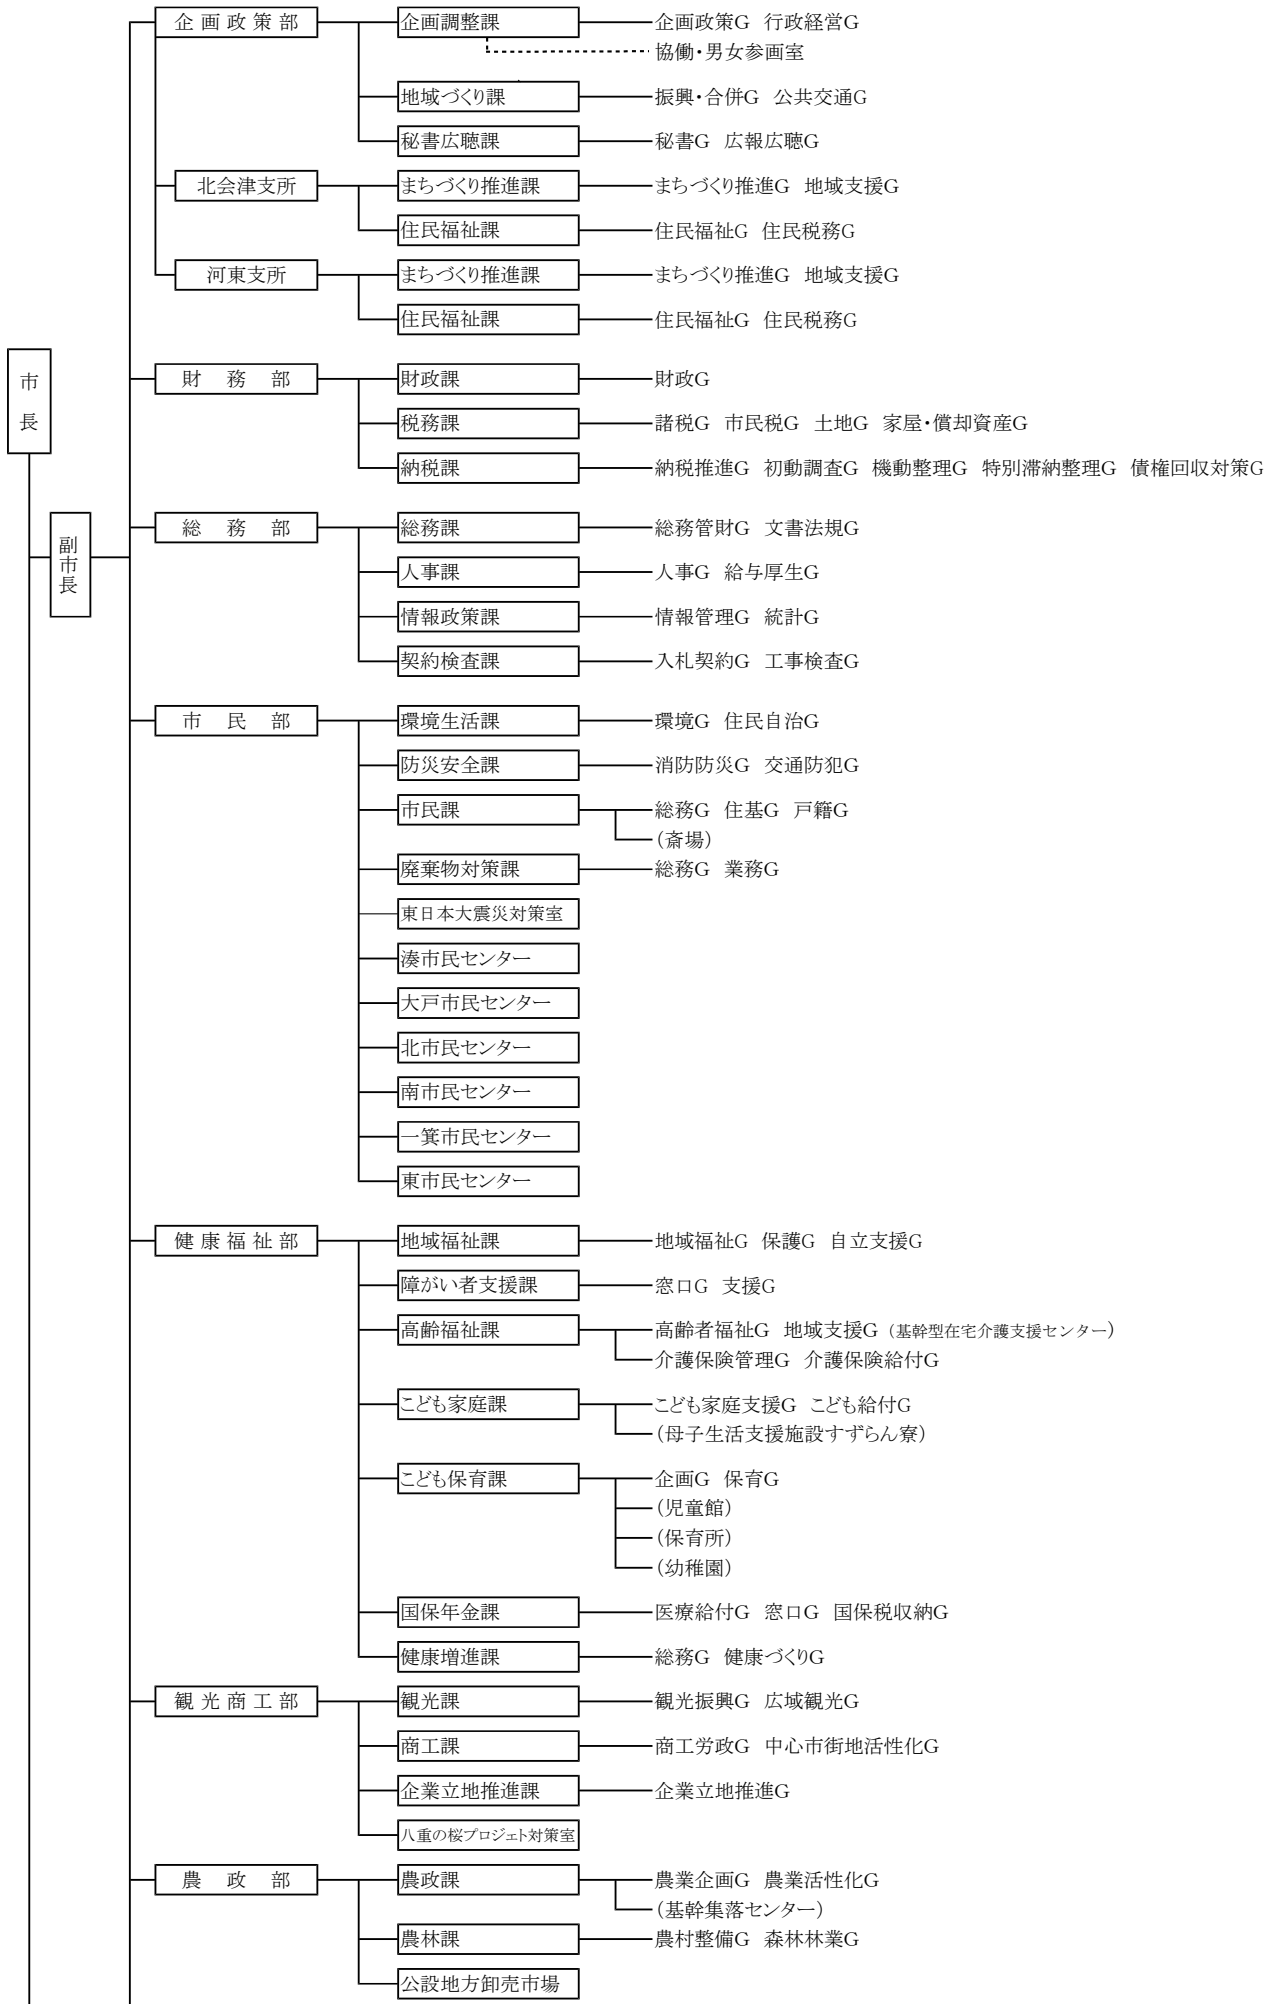 企画政策部 企画調整課 企画政策G 行政経営G
協働・男女参画室
地域づくり課 振興・合併G 公共交通G
秘書広聴課 秘書G 広報広聴G
北会津支所 まちづくり推進課 まちづくり推進G 地域支援G
住民福祉課 住民福祉G 住民税務G
河東支所 まちづくり推進課 まちづくり推進G 地域支援G
住民福祉課 住民福祉G 住民税務G
市長
財務部 財政課 財政G
税務課 諸税G 市民税G 土地G 家屋・償却資産G
納税課 納税推進G 初動調査G 機動整理G 特別滞納整理G 債権回収対策G
副市長
総務部 総務課 総務管財G 文書法規G
人事課 人事G 給与厚生G
情報政策課 情報管理G 統計G
契約検査課 入札契約G 工事検査G
市民部 環境生活課 環境G 住民自治G
防災安全課 消防防災G 交通防犯G
市民課 総務G 住基G 戸籍G
(斎場)
廃棄物対策課 総務G 業務G
東日本大震災対策室
湊市民センター
大戸市民センター
北市民センター
南市民センター
一箕市民センター
東市民センター
健康福祉部 地域福祉課 地域福祉G 保護G 自立支援G
障がい者支援課 窓口G 支援G
高齢福祉課 高齢者福祉G 地域支援G (基幹型在宅介護支援センター)
介護保険管理G 介護保険給付G
こども家庭課 こども家庭支援G こども給付G
(母子生活支援施設すずらん寮)
こども保育課 企画G 保育G
(児童館)
(保育所)
(幼稚園)
国保年金課 医療給付G 窓口G 国保税収納G
健康増進課 総務G 健康づくりG
観光商工部 観光課 観光振興G 広域観光G
商工課 商工労政G 中心市街地活性化G
企業立地推進課 企業立地推進G
八重の桜プロジェクト対策室
農政部 農政課 農業企画G 農業活性化G
(基幹集落センター)
農林課 農村整備G 森林林業G
公設地方卸売市場